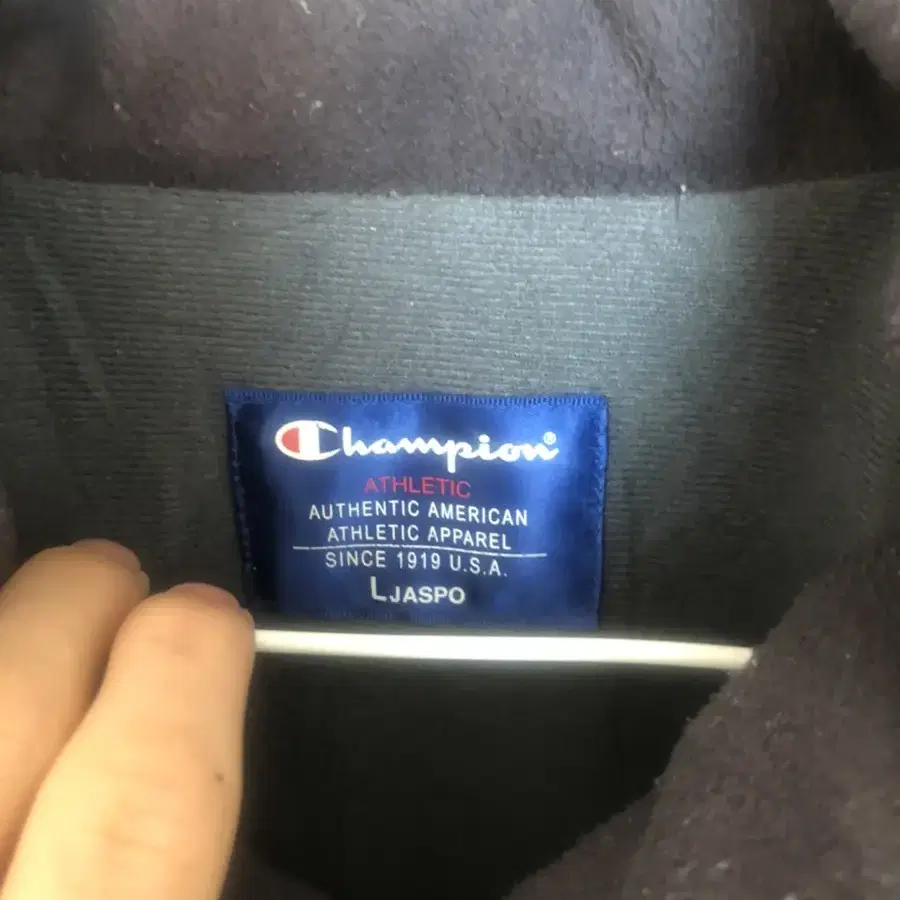 Champion®
ATHLETIC
AUTHENTIC AMERICAN
ATHLETIC APPAREL
SINCE 1919 U.S.A.
L JASPO